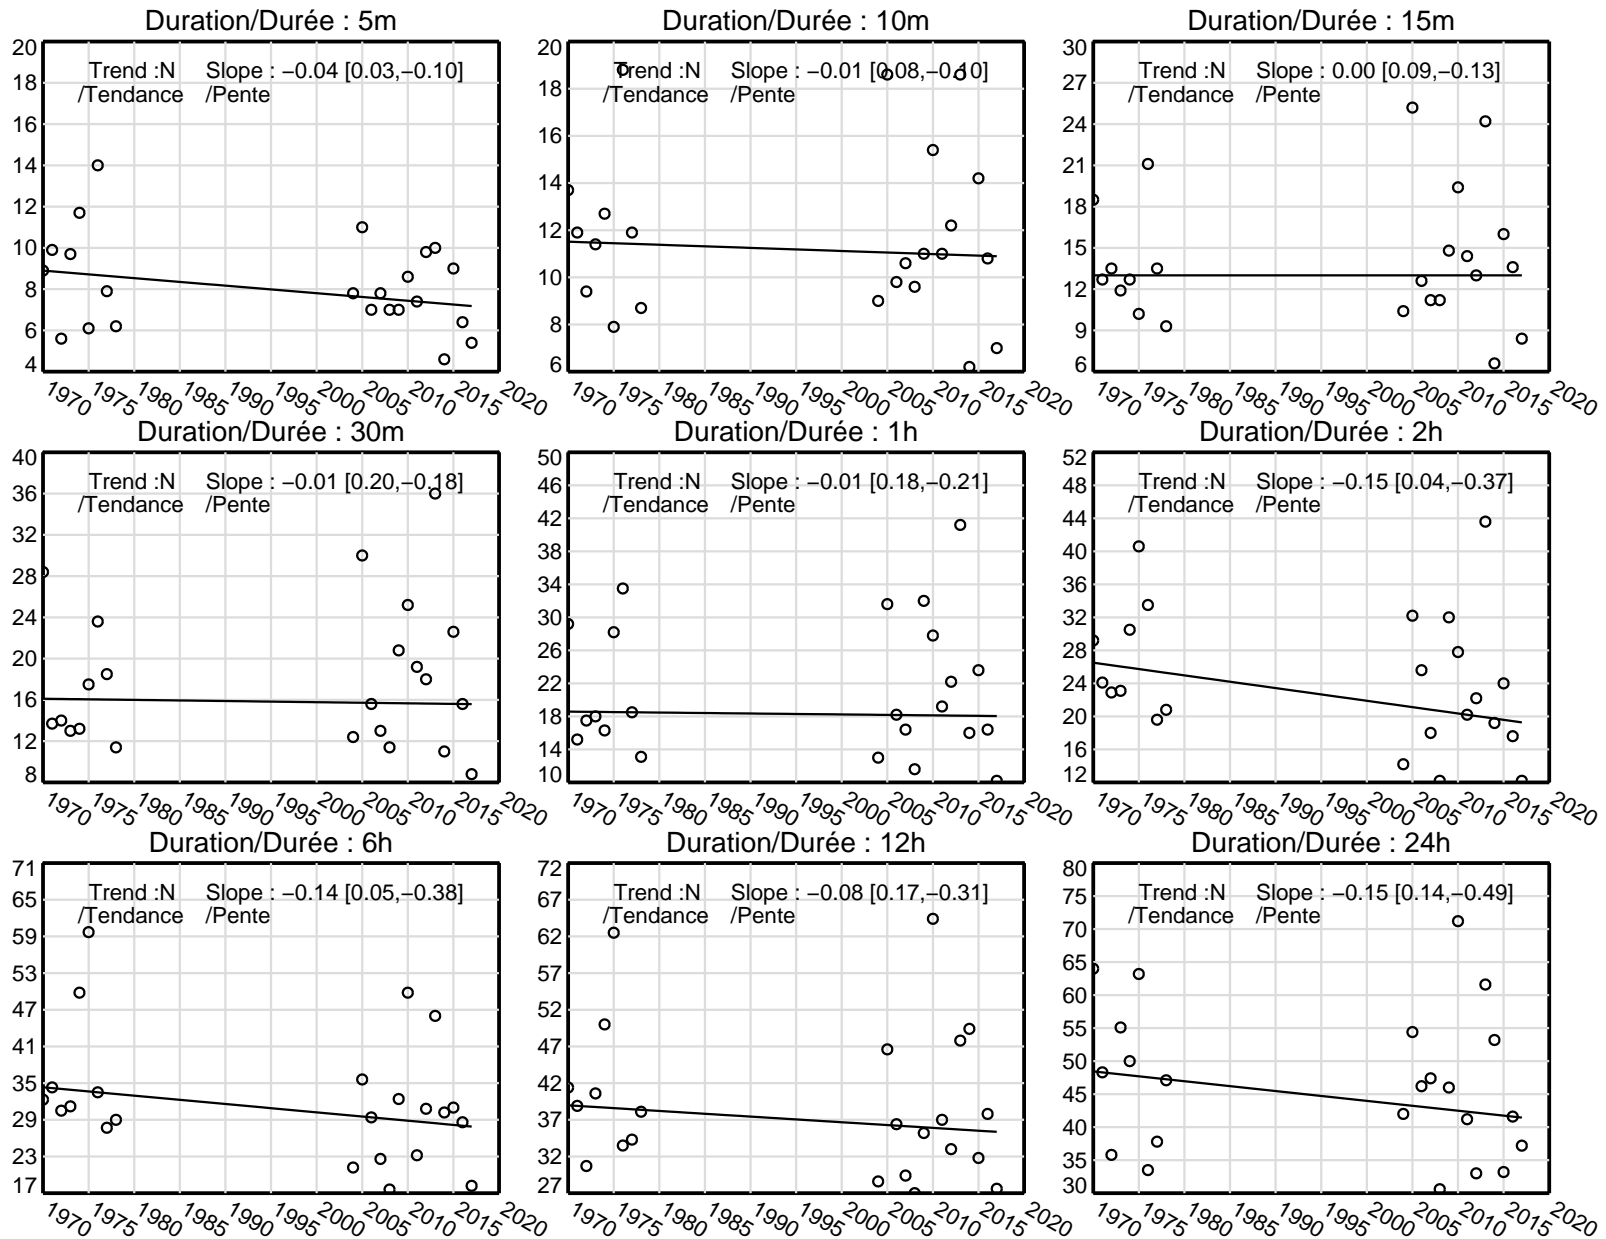 Duration/Durée : 5m
20
18
16
14
12
10
8
6
4
Trend :N Slope : −0.04 [0.03,−0.10]
/Tendance /Pente
1970 1975 1980 1985 1990 1995 2000 2005 2010 2015 2020
Duration/Durée : 10m
20
18
16
14
12
10
8
6
Trend :N Slope : −0.01 [0.08,−0.10]
/Tendance /Pente
1970 1975 1980 1985 1990 1995 2000 2005 2010 2015 2020
Duration/Durée : 15m
30
27
24
21
18
15
12
9
6
Trend :N Slope : 0.00 [0.09,−0.13]
/Tendance /Pente
1970 1975 1980 1985 1990 1995 2000 2005 2010 2015 2020
Duration/Durée : 30m
40
36
32
28
24
20
16
12
8
Trend :N Slope : −0.01 [0.20,−0.18]
/Tendance /Pente
1970 1975 1980 1985 1990 1995 2000 2005 2010 2015 2020
Duration/Durée : 1h
50
46
42
38
34
30
26
22
18
14
10
Trend :N Slope : −0.01 [0.18,−0.21]
/Tendance /Pente
1970 1975 1980 1985 1990 1995 2000 2005 2010 2015 2020
Duration/Durée : 2h
52
48
44
40
36
32
28
24
20
16
12
Trend :N Slope : −0.15 [0.04,−0.37]
/Tendance /Pente
1970 1975 1980 1985 1990 1995 2000 2005 2010 2015 2020
Duration/Durée : 6h
71
65
59
53
47
41
35
29
23
17
Trend :N Slope : −0.14 [0.05,−0.38]
/Tendance /Pente
1970 1975 1980 1985 1990 1995 2000 2005 2010 2015 2020
Duration/Durée : 12h
72
67
62
57
52
47
42
37
32
27
Trend :N Slope : −0.08 [0.17,−0.31]
/Tendance /Pente
1970 1975 1980 1985 1990 1995 2000 2005 2010 2015 2020
Duration/Durée : 24h
80
75
70
65
60
55
50
45
40
35
30
Trend :N Slope : −0.15 [0.14,−0.49]
/Tendance /Pente
1970 1975 1980 1985 1990 1995 2000 2005 2010 2015 2020